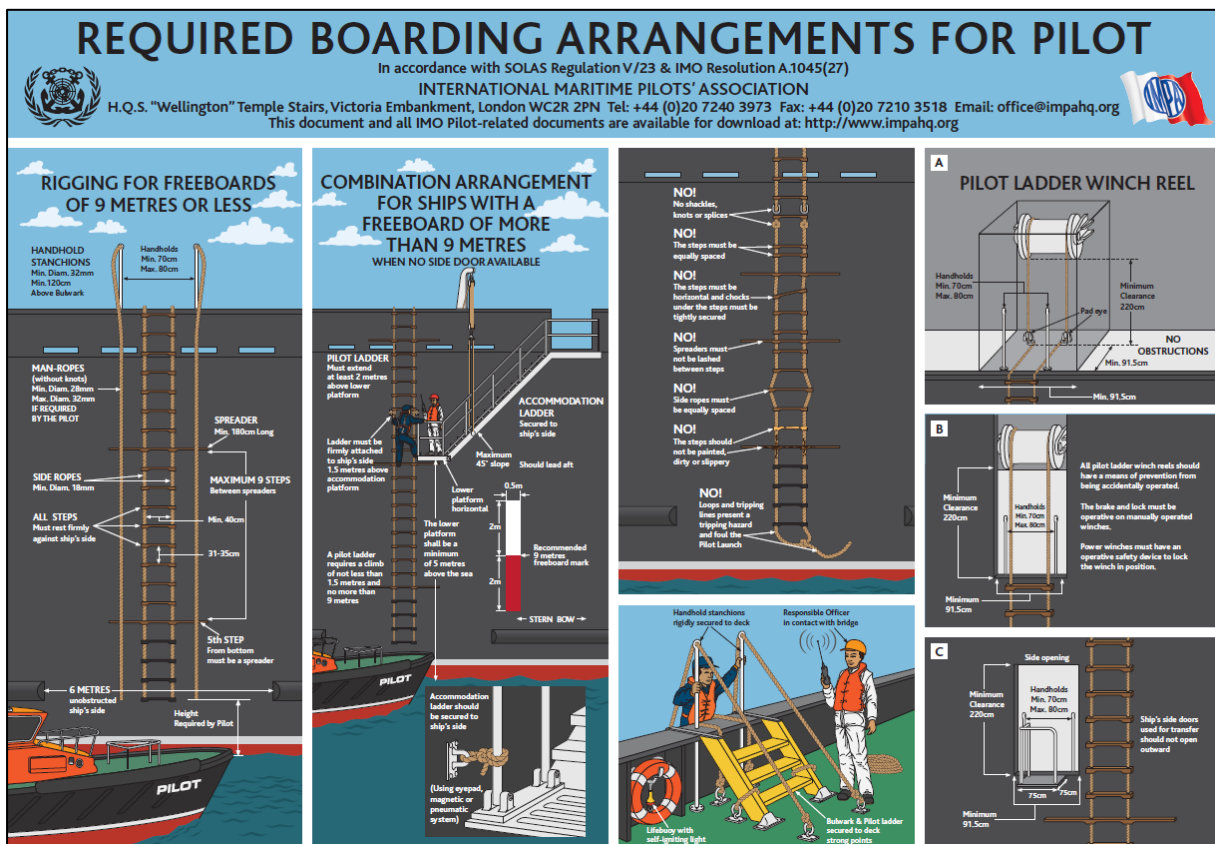 REQUIRED BOARDING ARRANGEMENTS FOR PILOT
In accordance with SOLAS Regulation V/23 & IMO Resolution A.1045(27)
INTERNATIONAL MARITIME PILOTS' ASSOCIATION
H.Q.S. "Wellington" Temple Stairs, Victoria Embankment, London WC2R 2PN Tel: +44 (0)20 7240 3973 Fax: +44 (0)20 7210 3518 Email: office@impahq.org
This document and all IMO Pilot-related documents are available for download at: http://www.impahq.org
IMPA
RIGGING FOR FREEBOARDS
OF 9 METRES OR LESS
HANDHOLD
STANCHIONS
Min. Diam. 32mm
Min. 120cm
Above Bulwark
Handholds
Min. 70cm
Max. 80cm
MAN-ROPES
(without knots)
Min. Diam. 28mm
Max. Diam. 32mm
IF REQUIRED
BY THE PILOT
SPREADER
Min. 180cm Long
SIDE ROPES
Min. Diam. 18mm
MAXIMUM 9 STEPS
Between spreaders
ALL STEPS
Must rest firmly
against ship's side
Min. 40cm
31-35cm
5th STEP
From bottom
must be a spreader
6 METRES
unobstructed
ship's side
Height
Required by Pilot
PILOT
COMBINATION ARRANGEMENT
FOR SHIPS WITH A
FREEBOARD OF MORE
THAN 9 METRES
WHEN NO SIDE DOOR AVAILABLE
PILOT LADDER
Must extend
at least 2 metres
above lower
platform
ACCOMMODATION
LADDER
Secured to
ship's side
Ladder must be
firmly attached
to ship's side
1.5 metres above
accommodation
platform
Maximum
45° slope
Should lead aft
Lower
platform
horizontal
0.5m
2m
The lower
platform
shall be a
minimum
of 5 metres
above the sea
Recommended
9 metres
freeboard mark
A pilot ladder
requires a climb
of not less than
1.5 metres and
no more than
9 metres
2m
STERN BOW
PILOT
Accommodation
ladder should
be secured to
ship's side
(Using eyepad,
magnetic or
pneumatic
system)
NO!
No shackles,
knots or splices
NO!
The steps must be
equally spaced
NO!
The steps must be
horizontal and chocks
under the steps must be
tightly secured
NO!
Spreaders must
not be lashed
between steps
NO!
Side ropes must
be equally spaced
NO!
The steps should
not be painted,
dirty or slippery
NO!
Loops and tripping
lines present a
tripping hazard
and foul the
Pilot Launch
Handhold stanchions
rigidly secured to deck
Responsible Officer
in contact with bridge
Lifebuoy with
self-igniting light
Bulwark & Pilot ladder
secured to deck
strong points
A
PILOT LADDER WINCH REEL
Handholds
Min. 70cm
Max. 80cm
Minimum
Clearance
220cm
Pad eye
NO
OBSTRUCTIONS
Min. 91.5cm
Min. 91.5cm
B
Minimum
Clearance
220cm
Handholds
Min. 70cm
Max. 80cm
Minimum
91.5cm
All pilot ladder winch reels should
have a means of prevention from
being accidentally operated.
The brake and lock must be
operative on manually operated
winches.
Power winches must have an
operative safety device to lock
the winch in position.
C
Side opening
Minimum
Clearance
220cm
Handholds
Min. 70cm
Max. 80cm
Ship's side doors
used for transfer
should not open
outward
75cm
75cm
Minimum
91.5cm